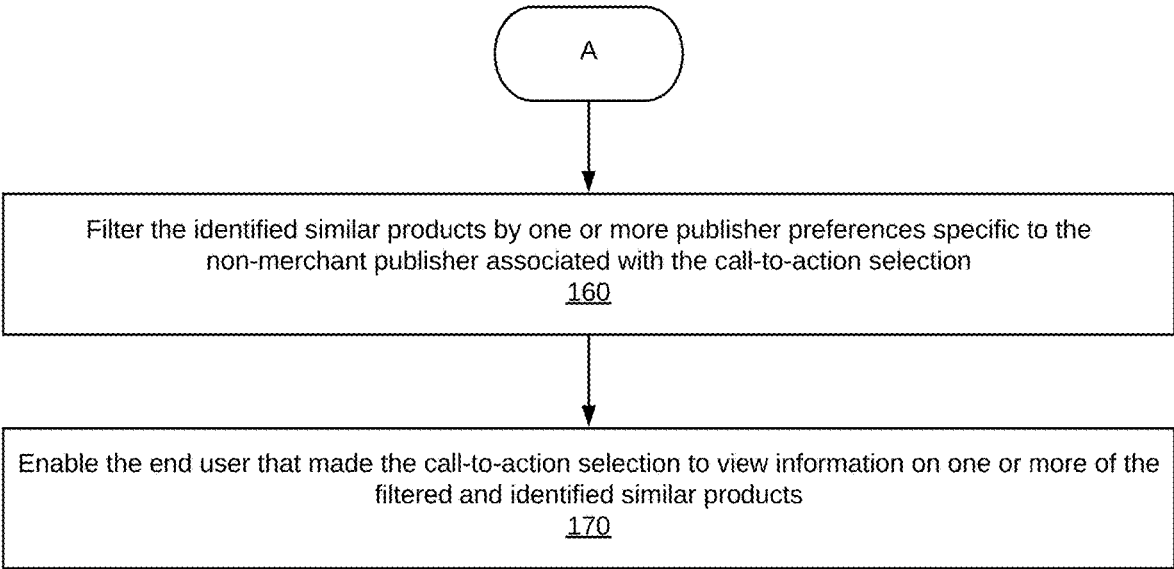 A
Filter the identified similar products by one or more publisher preferences specific to the
non-merchant publisher associated with the call-to-action selection
160
Enable the end user that made the call-to-action selection to view information on one or more of the
filtered and identified similar products
170